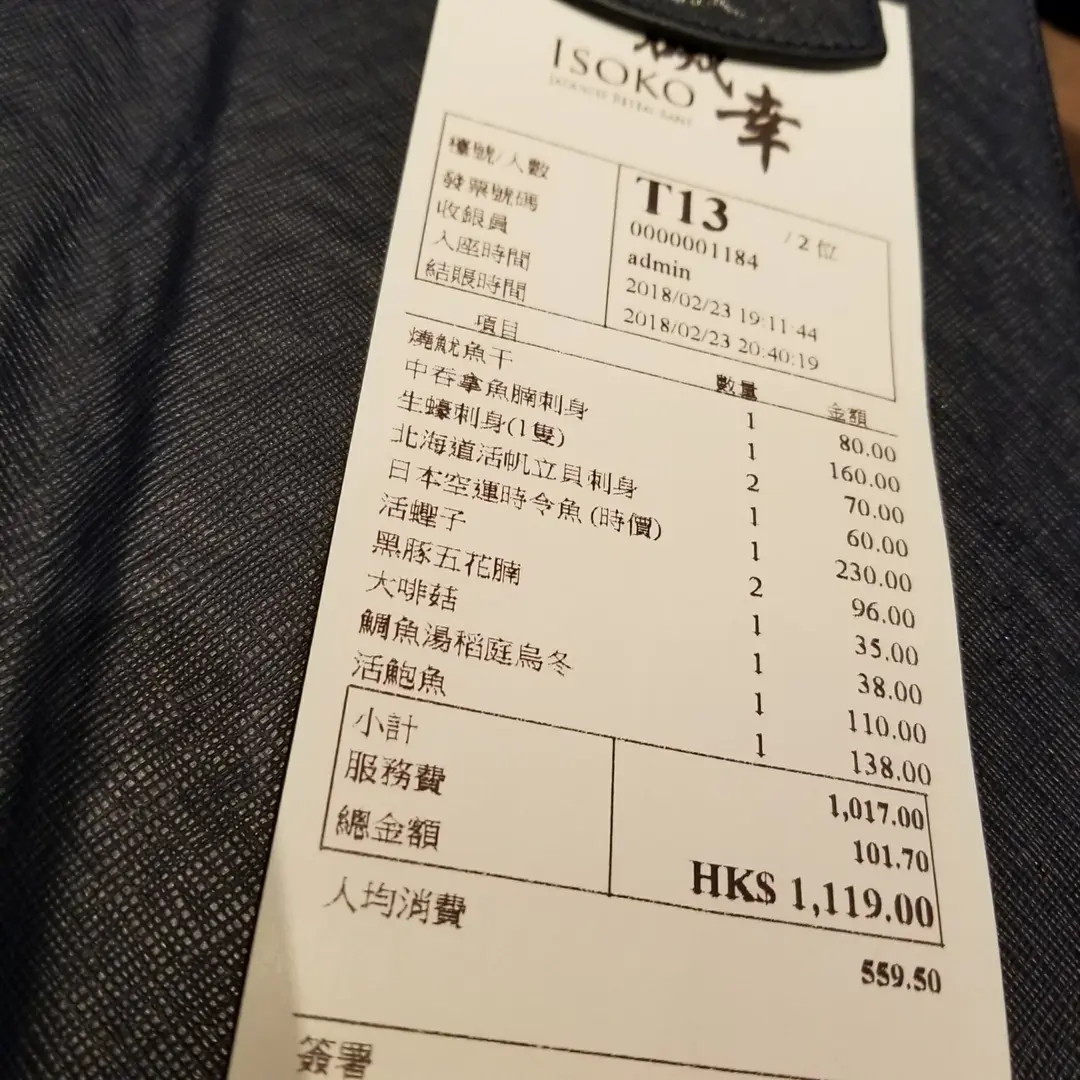 磯幸
ISOKO
JAPANESE RESTAURANT
檯號/人數 T13 / 2 位
發票號碼 0000001184
收銀員 admin
入座時間 2018/02/23 19:11:44
結賬時間 2018/02/23 20:40:19
項目 數量 金額
燒魷魚干 1 80.00
中吞拿魚腩刺身 1 160.00
生蠔刺身(1隻) 2 70.00
北海道活帆立貝刺身 1 60.00
日本空運時令魚 (時價) 1 230.00
活蟶子 2 96.00
黑豚五花腩 1 35.00
大啡菇 1 38.00
鯛魚湯稻庭烏冬 1 110.00
活鮑魚 1 138.00
小計 1,017.00
服務費 101.70
總金額 HK$ 1,119.00
人均消費 559.50
簽署